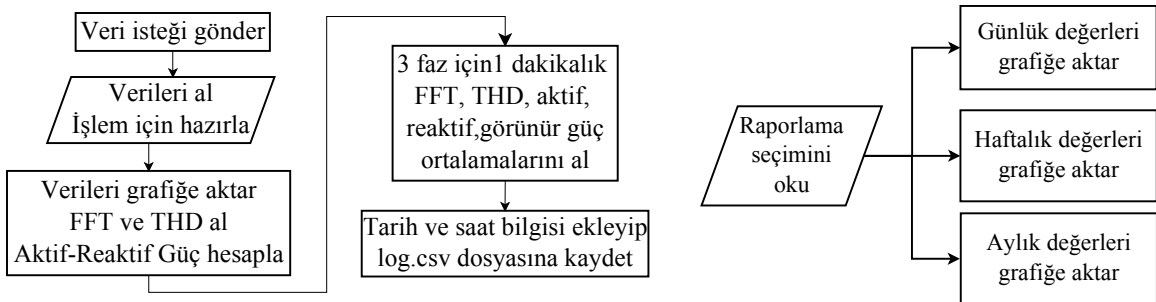 Veri isteği gönder
Verileri al
İşlem için hazırla
Verileri grafiğe aktar
FFT ve THD al
Aktif-Reaktif Güç hesapla
3 faz için1 dakikalık
FFT, THD, aktif,
reaktif,görünür güç
ortalamalarını al
Tarih ve saat bilgisi ekleyip
log.csv dosyasına kaydet
Raporlama
seçimini
oku
Günlük değerleri
grafiğe aktar
Haftalık değerleri
grafiğe aktar
Aylık değerleri
grafiğe aktar